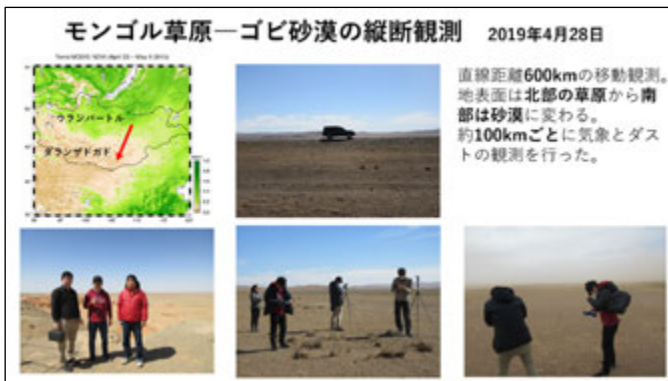 モンゴル草原―ゴビ砂漠の縦断観測 2019年4月28日
直線距離600kmの移動観測。
地表面は北部の草原から南
部は砂漠に変わる。
約100kmごとに気象とダス
トの観測を行った。
ウランバートル
ダランザドガド